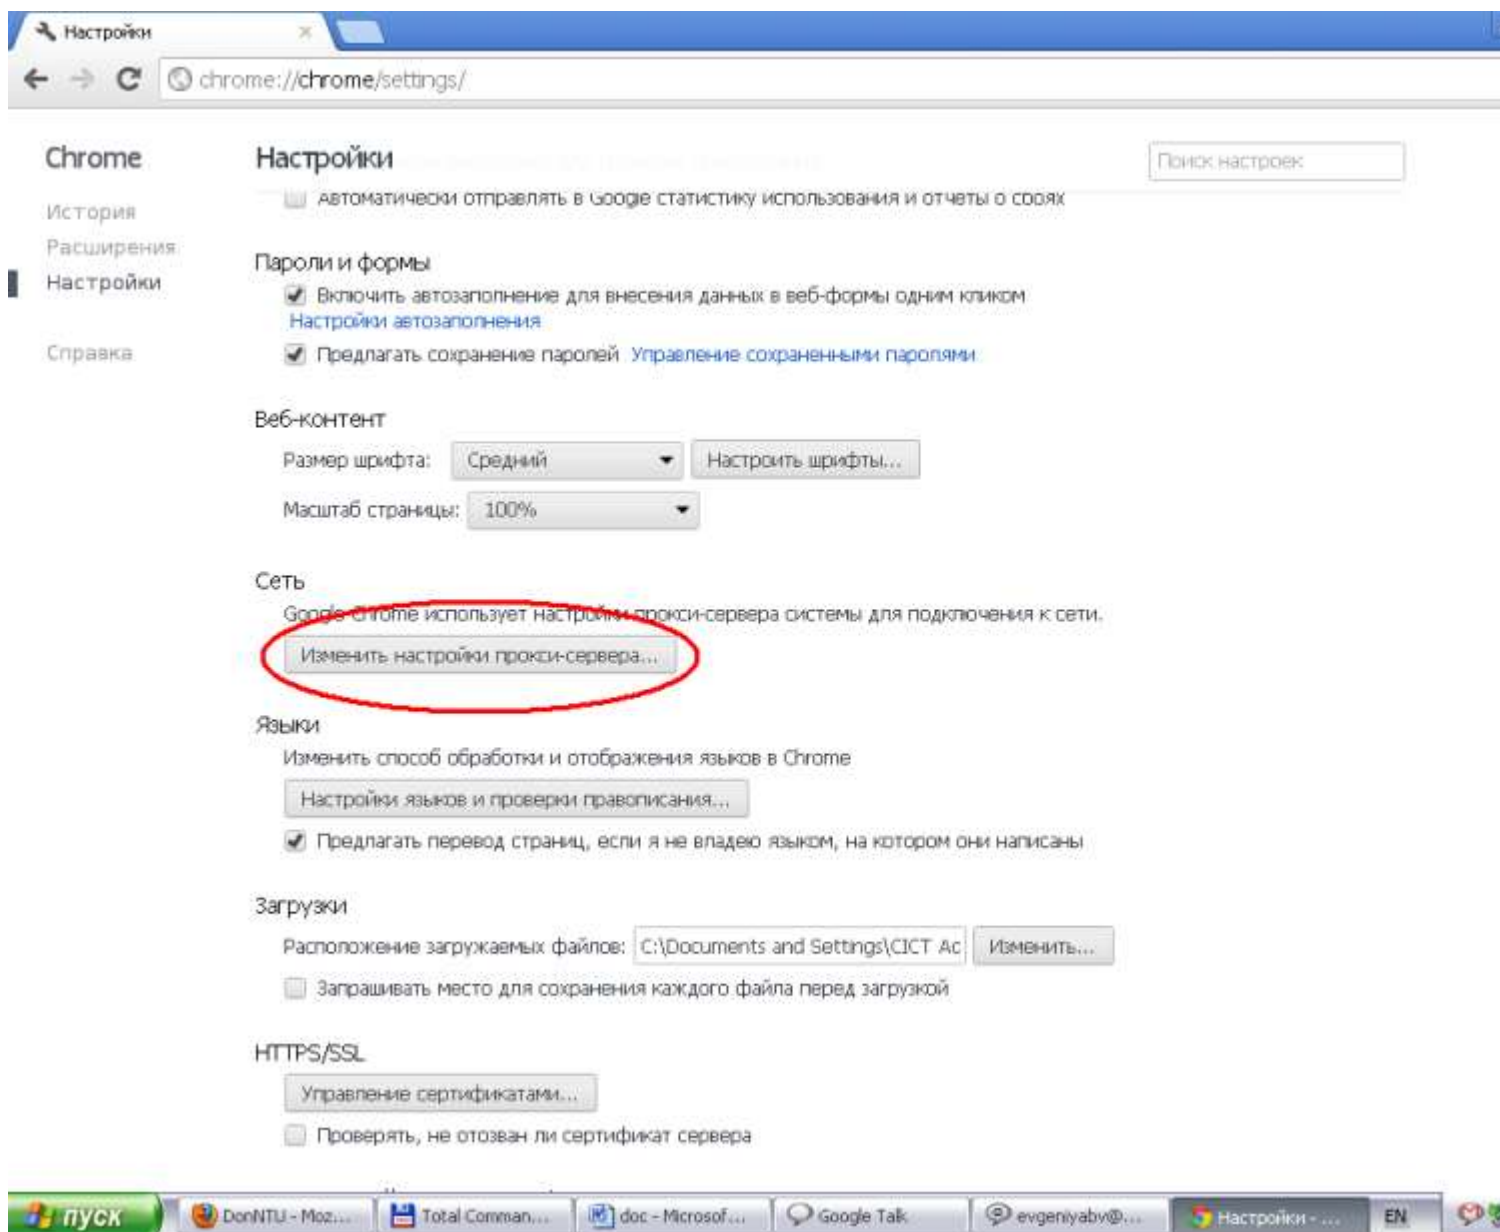 Настройки
chrome://chrome/settings/
Chrome
Настройки
Поиск настроек
История
Расширения
Настройки
Справка
Автоматически отправлять в Google статистику использования и отчеты о сбоях
Пароли и формы
Включить автозаполнение для внесения данных в веб-формы одним кликом
Настройки автозаполнения
Предлагать сохранение паролей Управление сохраненными паролями
Веб-контент
Размер шрифта: Средний Настроить шрифты...
Масштаб страницы: 100%
Сеть
Google Chrome использует настройки прокси-сервера системы для подключения к сети.
Изменить настройки прокси-сервера...
Языки
Изменить способ обработки и отображения языков в Chrome
Настройки языков и проверки правописания...
Предлагать перевод страниц, если я не владею языком, на котором они написаны
Загрузки
Расположение загружаемых файлов: C:\Documents and Settings\CICT Ac Изменить...
Запрашивать место для сохранения каждого файла перед загрузкой
HTTPS/SSL
Управление сертификатами...
Проверять, не отозван ли сертификат сервера
пуск DonNTU - Moz... Total Comman... doc - Microsof... Google Talk evgeniyabv@... Настройки - ... EN